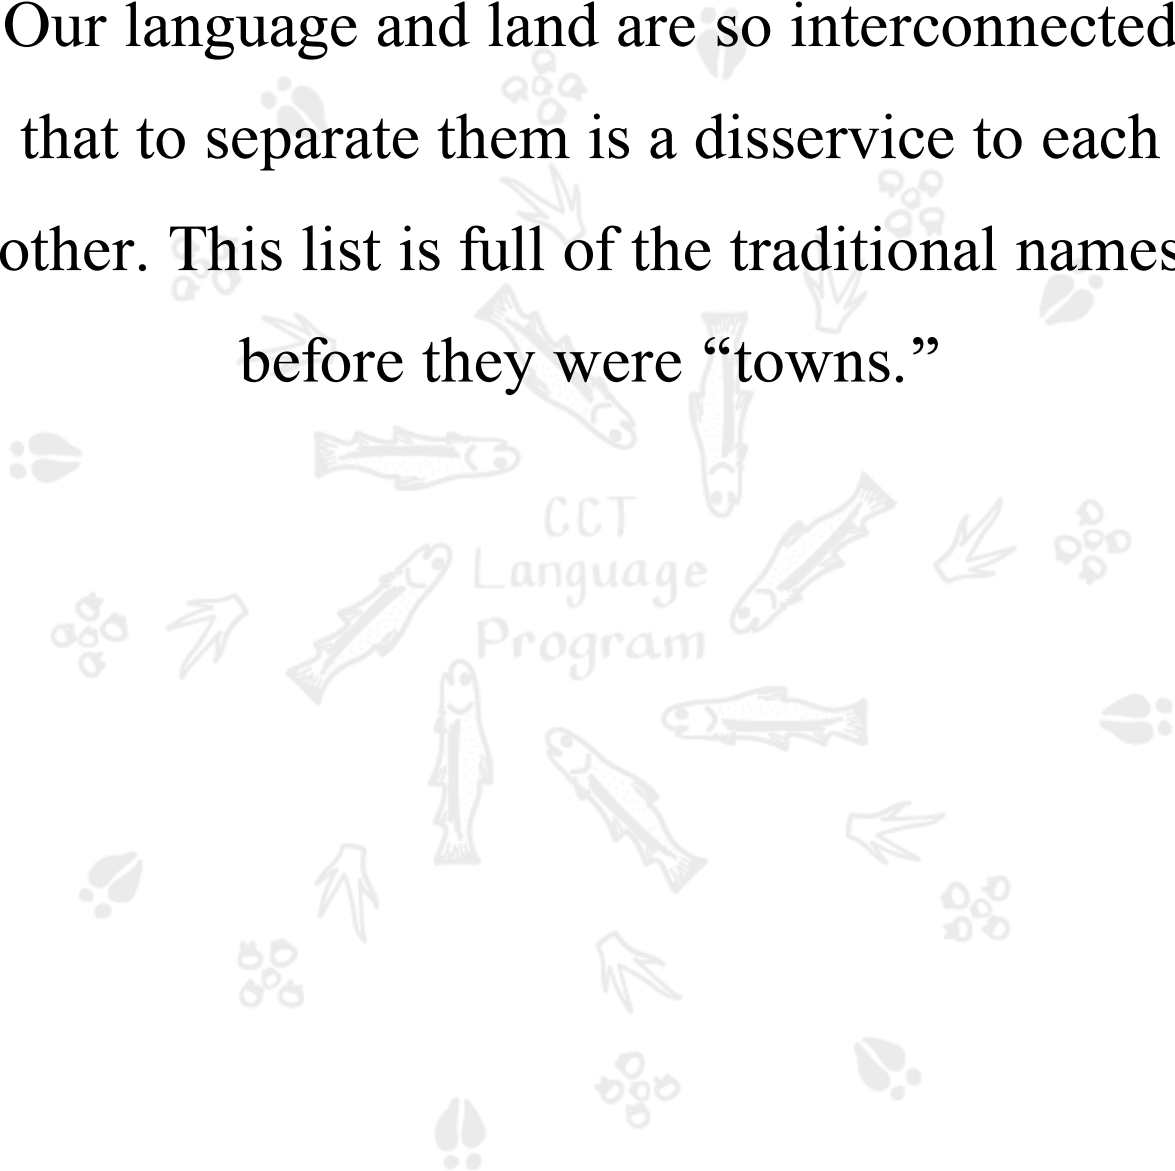 Our language and land are so interconnected
that to separate them is a disservice to each
other. This list is full of the traditional names
before they were “towns.”
CCT
Language
Program